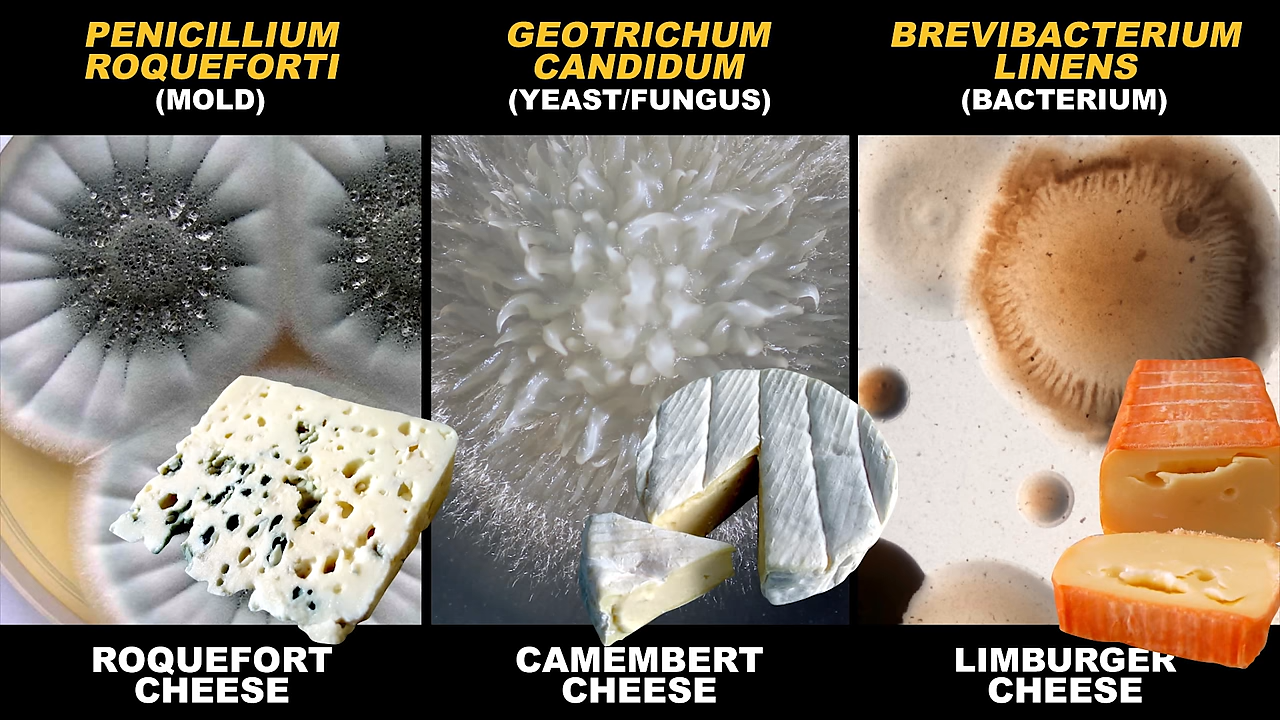 PENICILLIUM
ROQUEFORTI
(MOLD)
GEOTRICHUM
CANDIDUM
(YEAST/FUNGUS)
BREVIBACTERIUM
LINENS
(BACTERIUM)
ROQUEFORT
CHEESE
CAMEMBERT
CHEESE
LIMBURGER
CHEESE